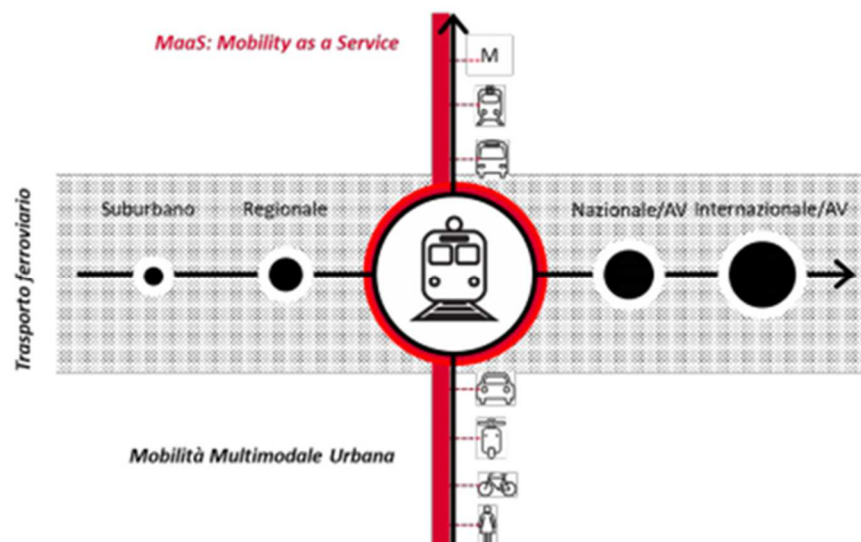 MaaS: Mobility as a Service
M
Trasporto ferroviario
Suburbano
Regionale
Nazionale/AV
Internazionale/AV
Mobilità Multimodale Urbana